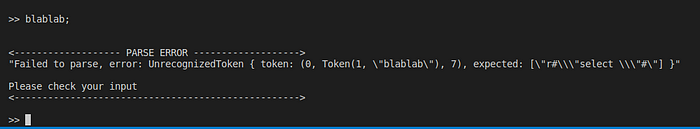 >> blablab;
<------------------- PARSE ERROR ------------------->
"Failed to parse, error: UnrecognizedToken { token: (0, Token(1, \"blablab\"), 7), expected: [\"r#\\\"select \\\"#\"] }"
Please check your input
<--------------------------------------------------->
>>